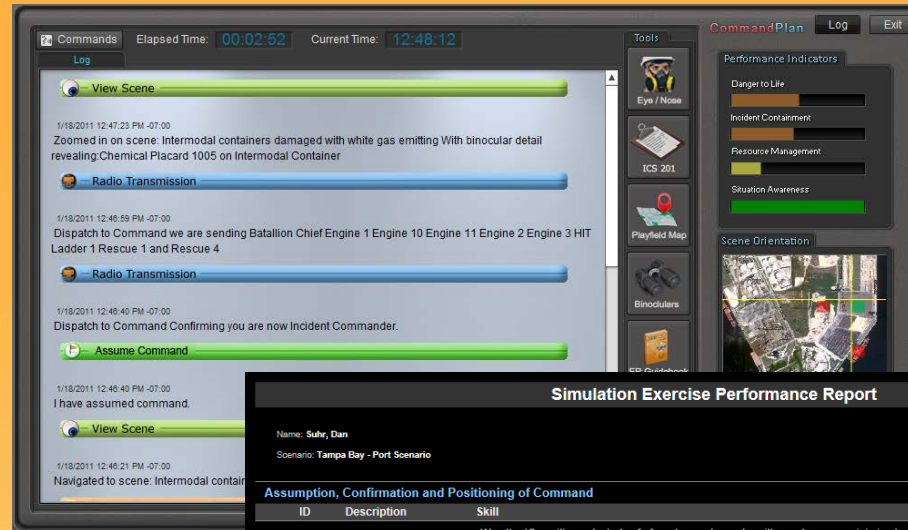 Commands Elapsed Time: 00:02:52 Current Time: 12:48:12
Log
View Scene
1/18/2011 12:47:23 PM -07:00
Zoomed in on scene: Intermodal containers damaged with white gas emitting With binocular detail
revealing:Chemical Placard 1005 on Intermodal Container
Radio Transmission
1/18/2011 12:46:59 PM -07:00
Dispatch to Command we are sending Batallion Chief Engine 1 Engine 10 Engine 11 Engine 2 Engine 3 HIT
Ladder 1 Rescue 1 and Rescue 4
Radio Transmission
1/18/2011 12:46:40 PM -07:00
Dispatch to Command Confirming you are now Incident Commander.
Assume Command
1/18/2011 12:46:40 PM -07:00
I have assumed command.
View Scene
1/18/2011 12:46:21 PM -07:00
Navigated to scene: Intermodal contain
Tools
Eye / Nose
ICS 201
Playfield Map
Binoculars
ER Guidebook
CommandPlan Log Exit
Performance Indicators
Danger to Life
Incident Containment
Resource Management
Situation Awareness
Scene Orientation
Simulation Exercise Performance Report
Name: Suhr, Dan
Scenario: Tampa Bay - Port Scenario
Assumption, Confirmation and Positioning of Command
ID Description Skill